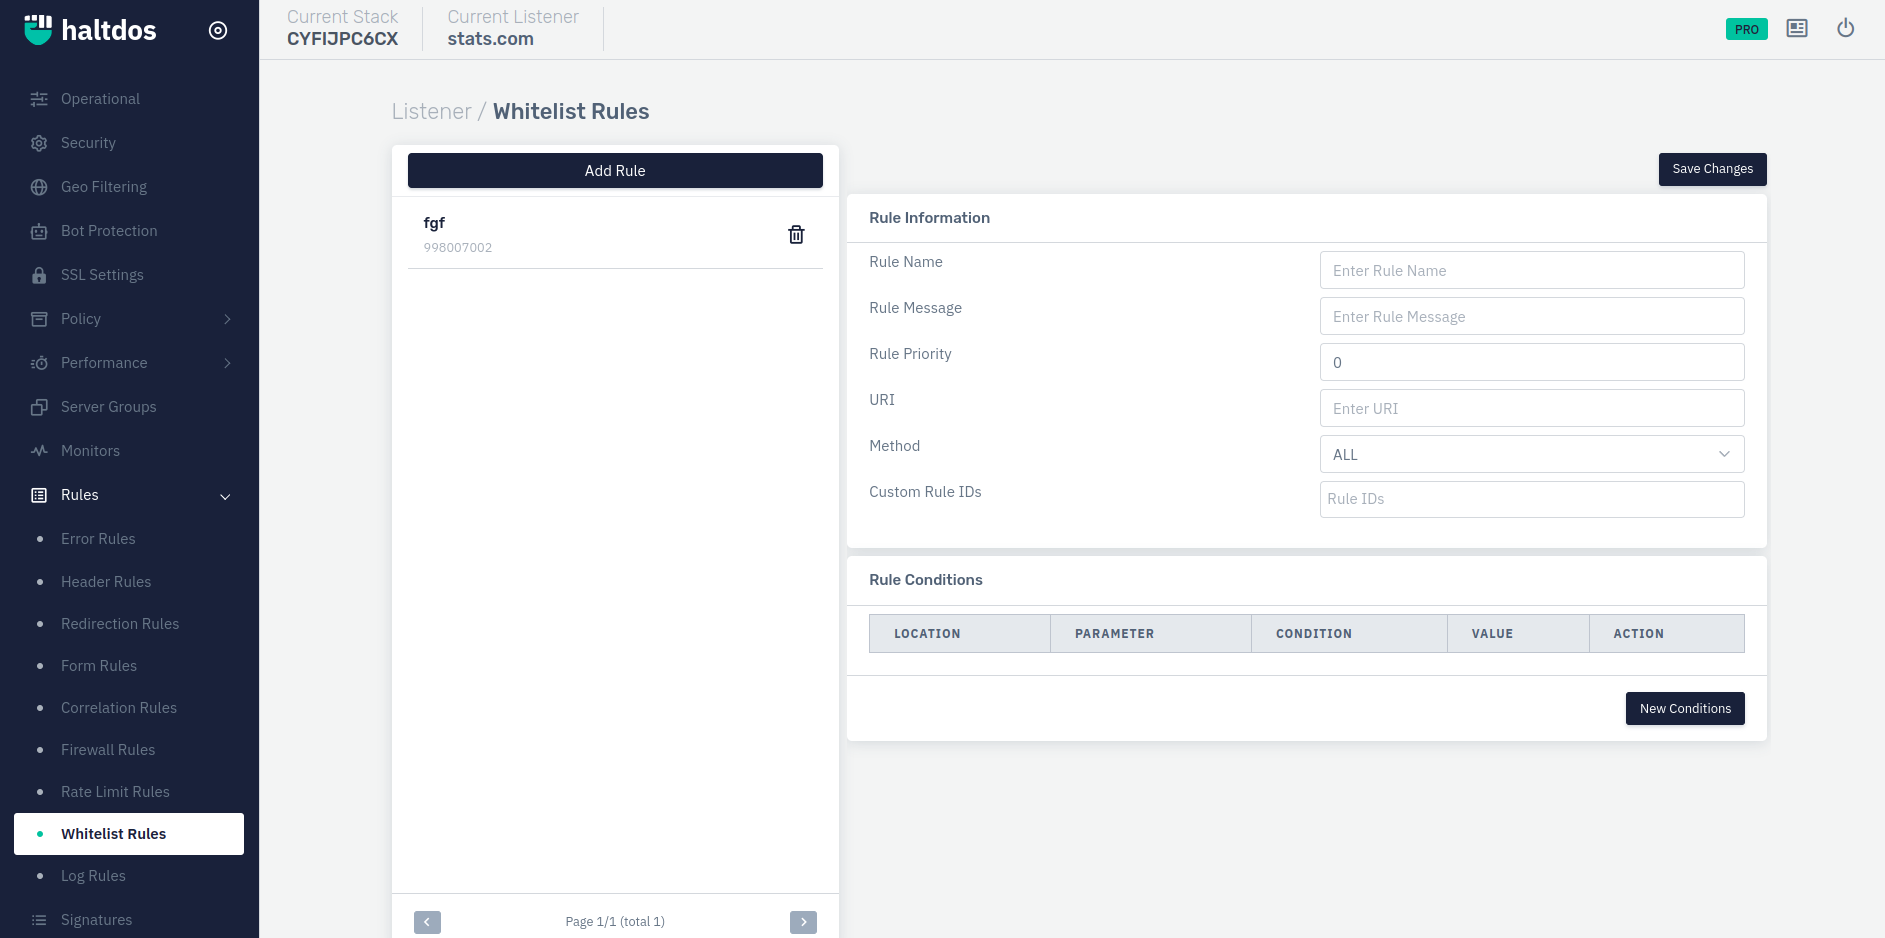 haltdos
Operational
Security
Geo Filtering
Bot Protection
SSL Settings
Policy
Performance
Server Groups
Monitors
Rules
Error Rules
Header Rules
Redirection Rules
Form Rules
Correlation Rules
Firewall Rules
Rate Limit Rules
Whitelist Rules
Log Rules
Signatures
Current Stack
CYFIJPC6CX
Current Listener
stats.com
PRO
Listener / Whitelist Rules
Add Rule
fgf
998007002
Page 1/1 (total 1)
Save Changes
Rule Information
Rule Name
Enter Rule Name
Rule Message
Enter Rule Message
Rule Priority
0
URI
Enter URI
Method
ALL
Custom Rule IDs
Rule IDs
Rule Conditions
LOCATION PARAMETER CONDITION VALUE ACTION
New Conditions